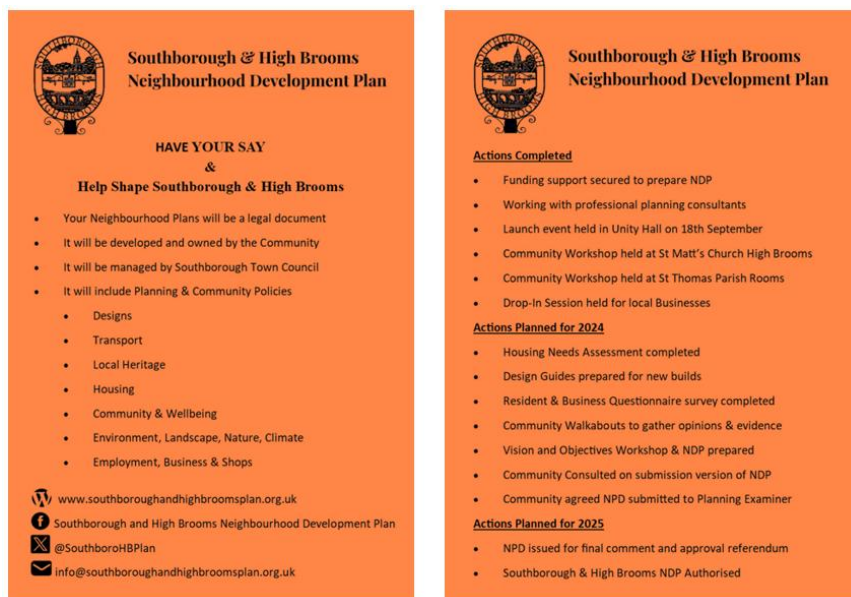 SOUTHBOROUGH
HIGH BROOMS
Southborough & High Brooms
Neighbourhood Development Plan
HAVE YOUR SAY
&
Help Shape Southborough & High Brooms
• Your Neighbourhood Plans will be a legal document
• It will be developed and owned by the Community
• It will be managed by Southborough Town Council
• It will include Planning & Community Policies
• Designs
• Transport
• Local Heritage
• Housing
• Community & Wellbeing
• Environment, Landscape, Nature, Climate
• Employment, Business & Shops
www.southboroughandhighbroomsplan.org.uk
Southborough and High Brooms Neighbourhood Development Plan
@SouthboroHBPlan
info@southboroughandhighbroomsplan.org.uk
SOUTHBOROUGH
HIGH BROOMS
Southborough & High Brooms
Neighbourhood Development Plan
Actions Completed
• Funding support secured to prepare NDP
• Working with professional planning consultants
• Launch event held in Unity Hall on 18th September
• Community Workshop held at St Matt's Church High Brooms
• Community Workshop held at St Thomas Parish Rooms
• Drop-In Session held for local Businesses
Actions Planned for 2024
• Housing Needs Assessment completed
• Design Guides prepared for new builds
• Resident & Business Questionnaire survey completed
• Community Walkabouts to gather opinions & evidence
• Vision and Objectives Workshop & NDP prepared
• Community Consulted on submission version of NDP
• Community agreed NPD submitted to Planning Examiner
Actions Planned for 2025
• NPD issued for final comment and approval referendum
• Southborough & High Brooms NDP Authorised